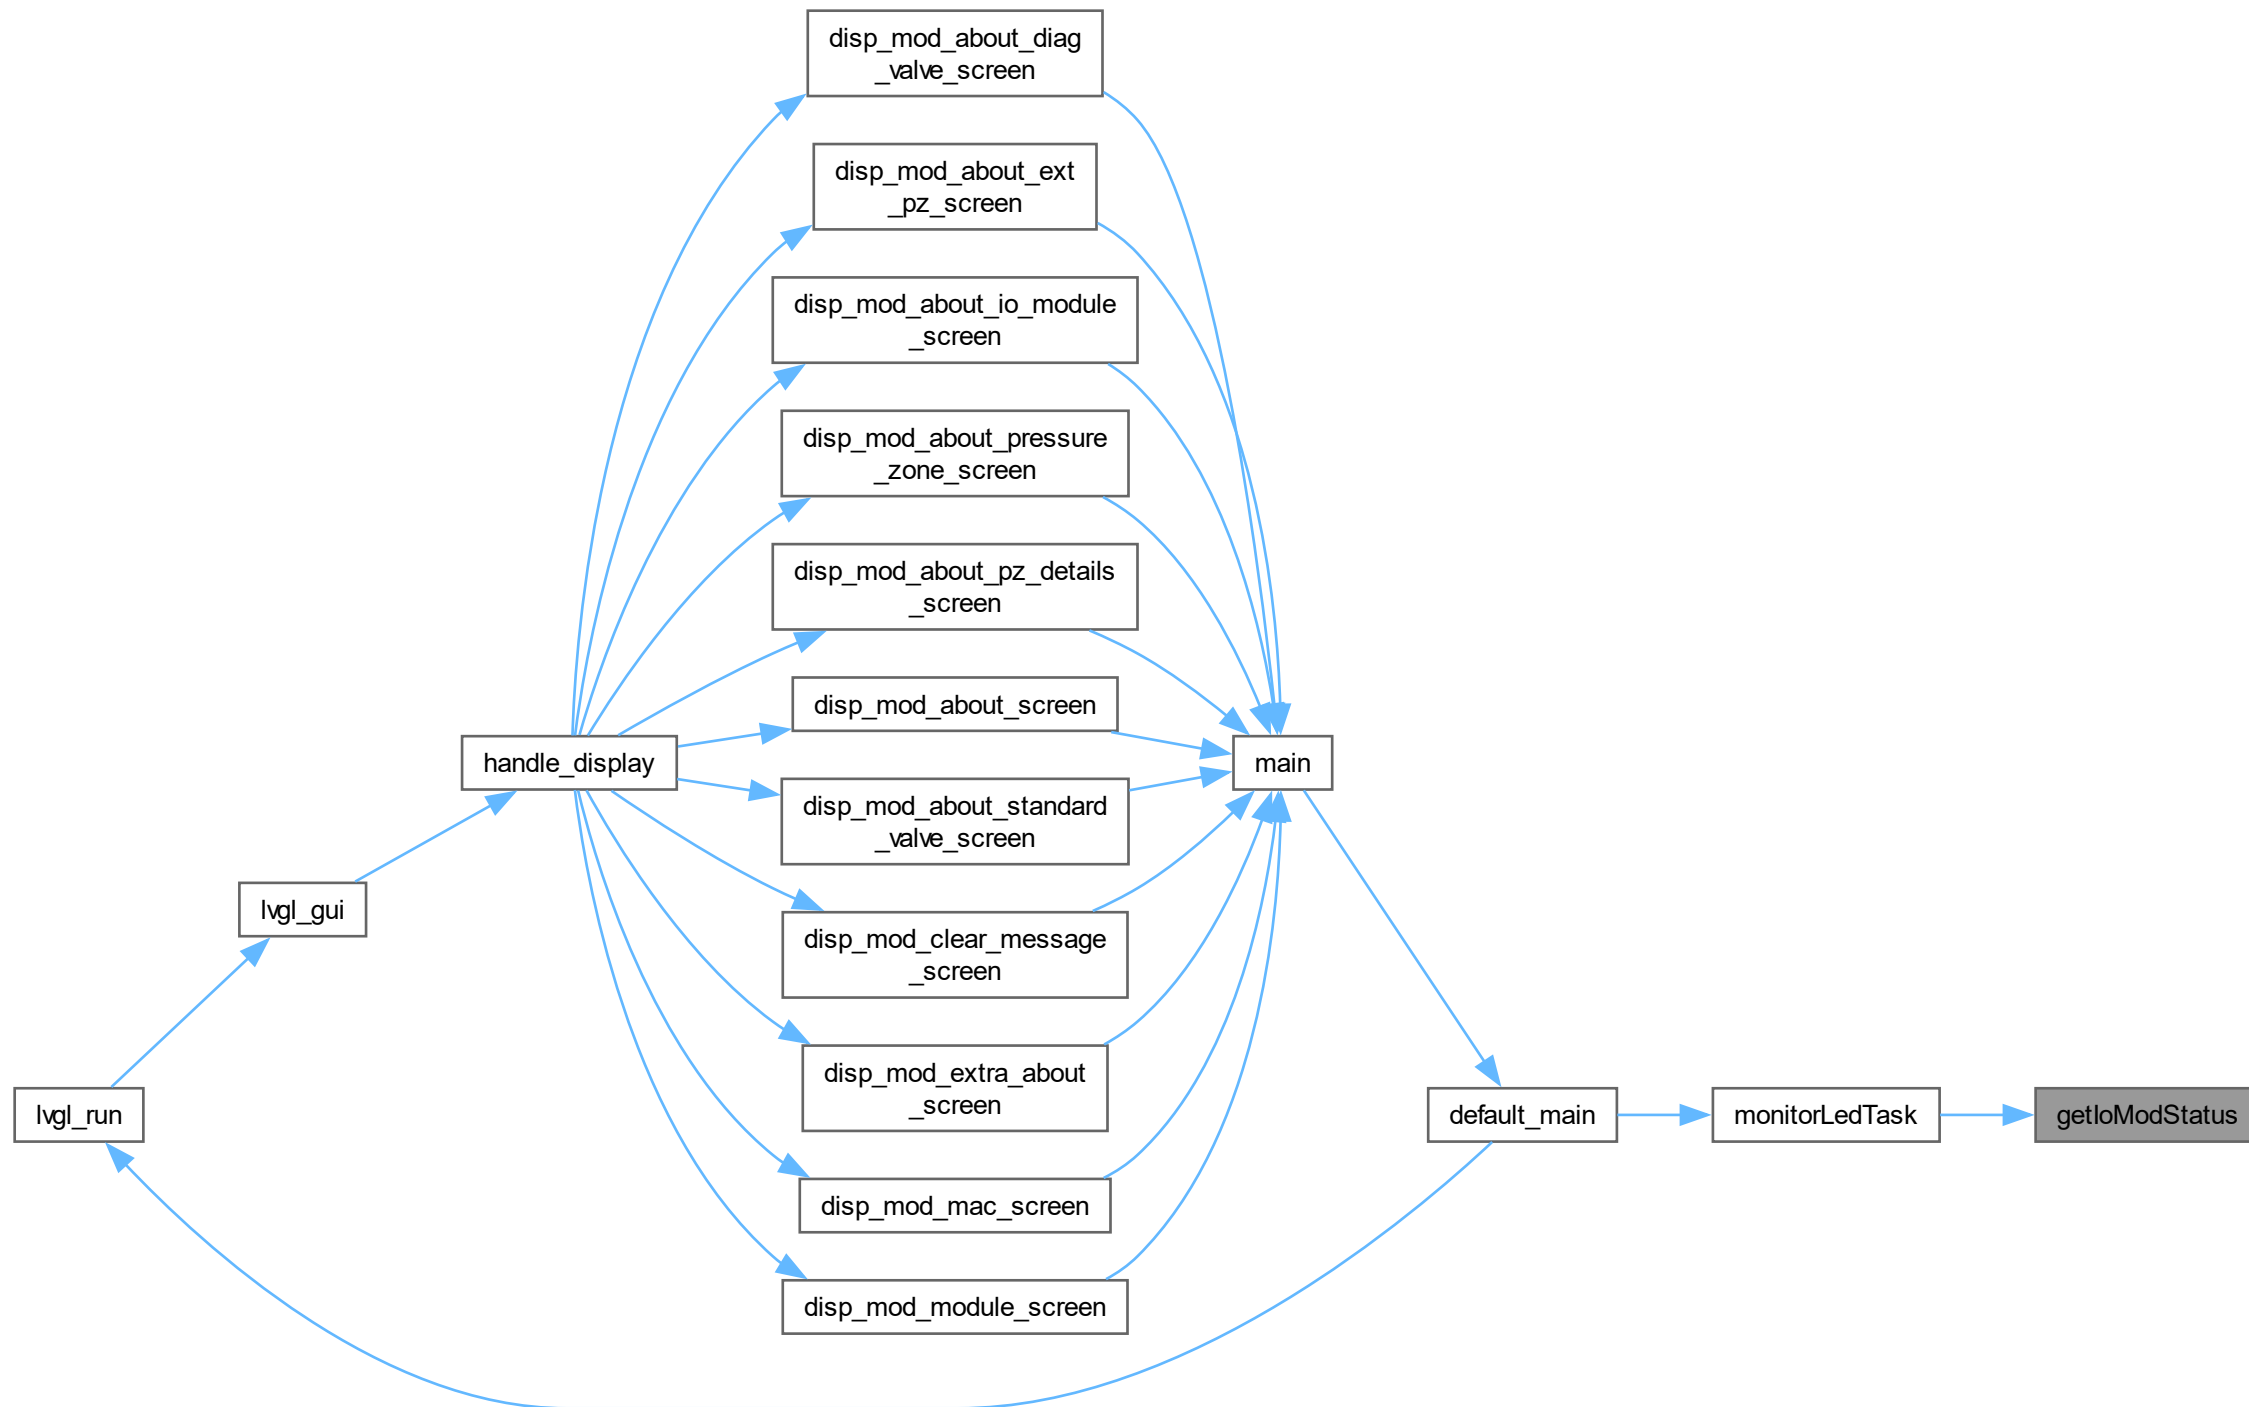 disp_mod_about_diag
_valve_screen
disp_mod_about_ext
_pz_screen
disp_mod_about_io_module
_screen
disp_mod_about_pressure
_zone_screen
disp_mod_about_pz_details
_screen
disp_mod_about_screen
handle_display
main
disp_mod_about_standard
_valve_screen
lvgl_gui
disp_mod_clear_message
_screen
disp_mod_extra_about
_screen
lvgl_run
default_main
monitorLedTask
getIoModStatus
disp_mod_mac_screen
disp_mod_module_screen